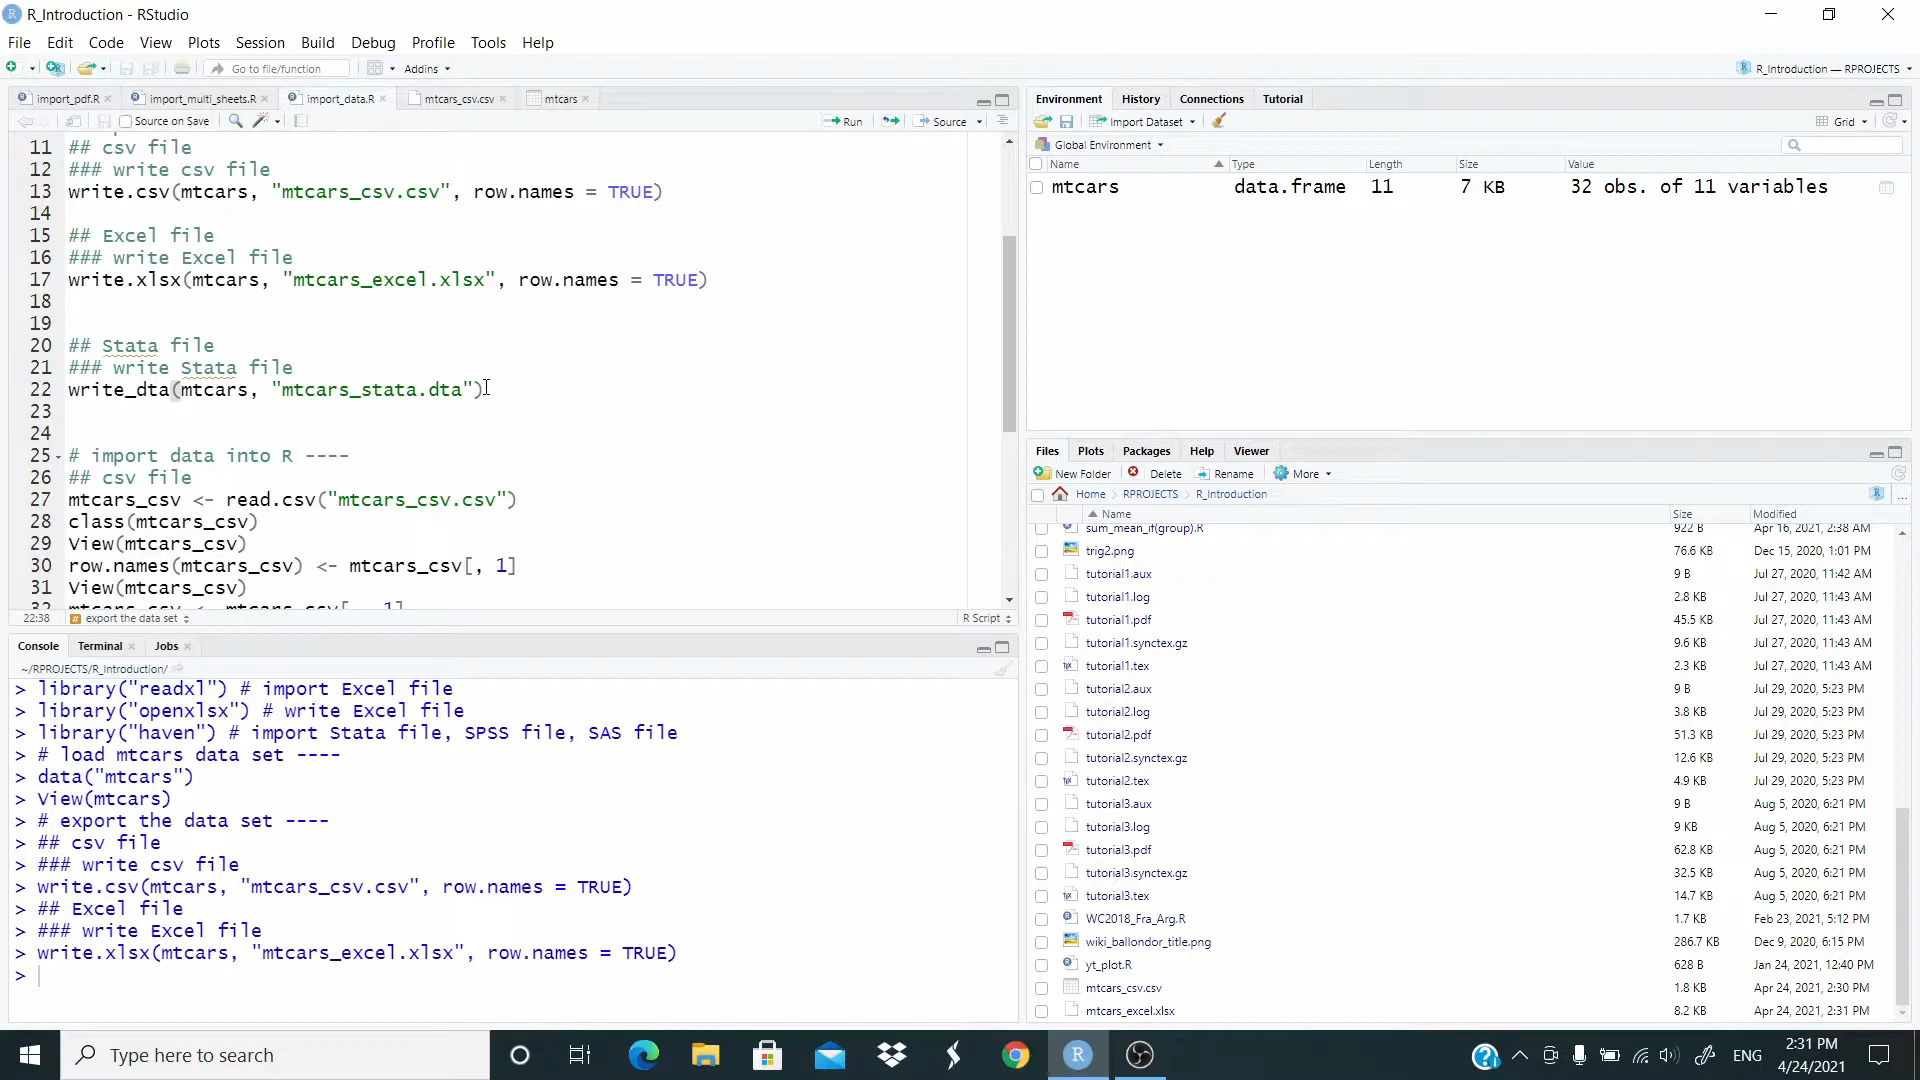 R_Introduction - RStudio
File Edit Code View Plots Session Build Debug Profile Tools Help
Go to file/function Addins R_Introduction — RPROJECTS
import_pdf.R import_multi_sheets.R import_data.R mtcars_csv.csv mtcars
Source on Save Run Source
11 ## csv file
12 ### write csv file
13 write.csv(mtcars, "mtcars_csv.csv", row.names = TRUE)
14
15 ## Excel file
16 ### write Excel file
17 write.xlsx(mtcars, "mtcars_excel.xlsx", row.names = TRUE)
18
19
20 ## Stata file
21 ### write Stata file
22 write_dta(mtcars, "mtcars_stata.dta")
23
24
25 # import data into R ----
26 ## csv file
27 mtcars_csv <- read.csv("mtcars_csv.csv")
28 class(mtcars_csv)
29 View(mtcars_csv)
30 row.names(mtcars_csv) <- mtcars_csv[, 1]
31 View(mtcars_csv)
22:38 export the data set R Script
Console Terminal Jobs
~/RPROJECTS/R_Introduction/
> library("readxl") # import Excel file
> library("openxlsx") # write Excel file
> library("haven") # import Stata file, SPSS file, SAS file
> # load mtcars data set ----
> data("mtcars")
> View(mtcars)
> # export the data set ----
> ## csv file
> ### write csv file
> write.csv(mtcars, "mtcars_csv.csv", row.names = TRUE)
> ## Excel file
> ### write Excel file
> write.xlsx(mtcars, "mtcars_excel.xlsx", row.names = TRUE)
>
Environment History Connections Tutorial
Import Dataset Grid
Global Environment
Name Type Length Size Value
mtcars data.frame 11 7 KB 32 obs. of 11 variables
Files Plots Packages Help Viewer
New Folder Delete Rename More
Home RPROJECTS R_Introduction ...
Name Size Modified
sum_mean_if(group).R 922 B Apr 16, 2021, 2:38 AM
trig2.png 76.6 KB Dec 15, 2020, 1:01 PM
tutorial1.aux 9 B Jul 27, 2020, 11:42 AM
tutorial1.log 2.8 KB Jul 27, 2020, 11:43 AM
tutorial1.pdf 45.5 KB Jul 27, 2020, 11:43 AM
tutorial1.synctex.gz 9.6 KB Jul 27, 2020, 11:43 AM
tutorial1.tex 2.3 KB Jul 27, 2020, 11:43 AM
tutorial2.aux 9 B Jul 29, 2020, 5:23 PM
tutorial2.log 3.8 KB Jul 29, 2020, 5:23 PM
tutorial2.pdf 51.3 KB Jul 29, 2020, 5:23 PM
tutorial2.synctex.gz 12.6 KB Jul 29, 2020, 5:23 PM
tutorial2.tex 4.9 KB Jul 29, 2020, 5:23 PM
tutorial3.aux 9 B Aug 5, 2020, 6:21 PM
tutorial3.log 9 KB Aug 5, 2020, 6:21 PM
tutorial3.pdf 62.8 KB Aug 5, 2020, 6:21 PM
tutorial3.synctex.gz 32.5 KB Aug 5, 2020, 6:21 PM
tutorial3.tex 14.7 KB Aug 5, 2020, 6:21 PM
WC2018_Fra_Arg.R 1.7 KB Feb 23, 2021, 5:12 PM
wiki_ballondor_title.png 286.7 KB Dec 9, 2020, 6:15 PM
yt_plot.R 628 B Jan 24, 2021, 12:40 PM
mtcars_csv.csv 1.8 KB Apr 24, 2021, 2:30 PM
mtcars_excel.xlsx 8.2 KB Apr 24, 2021, 2:31 PM
Type here to search ENG 2:31 PM
4/24/2021